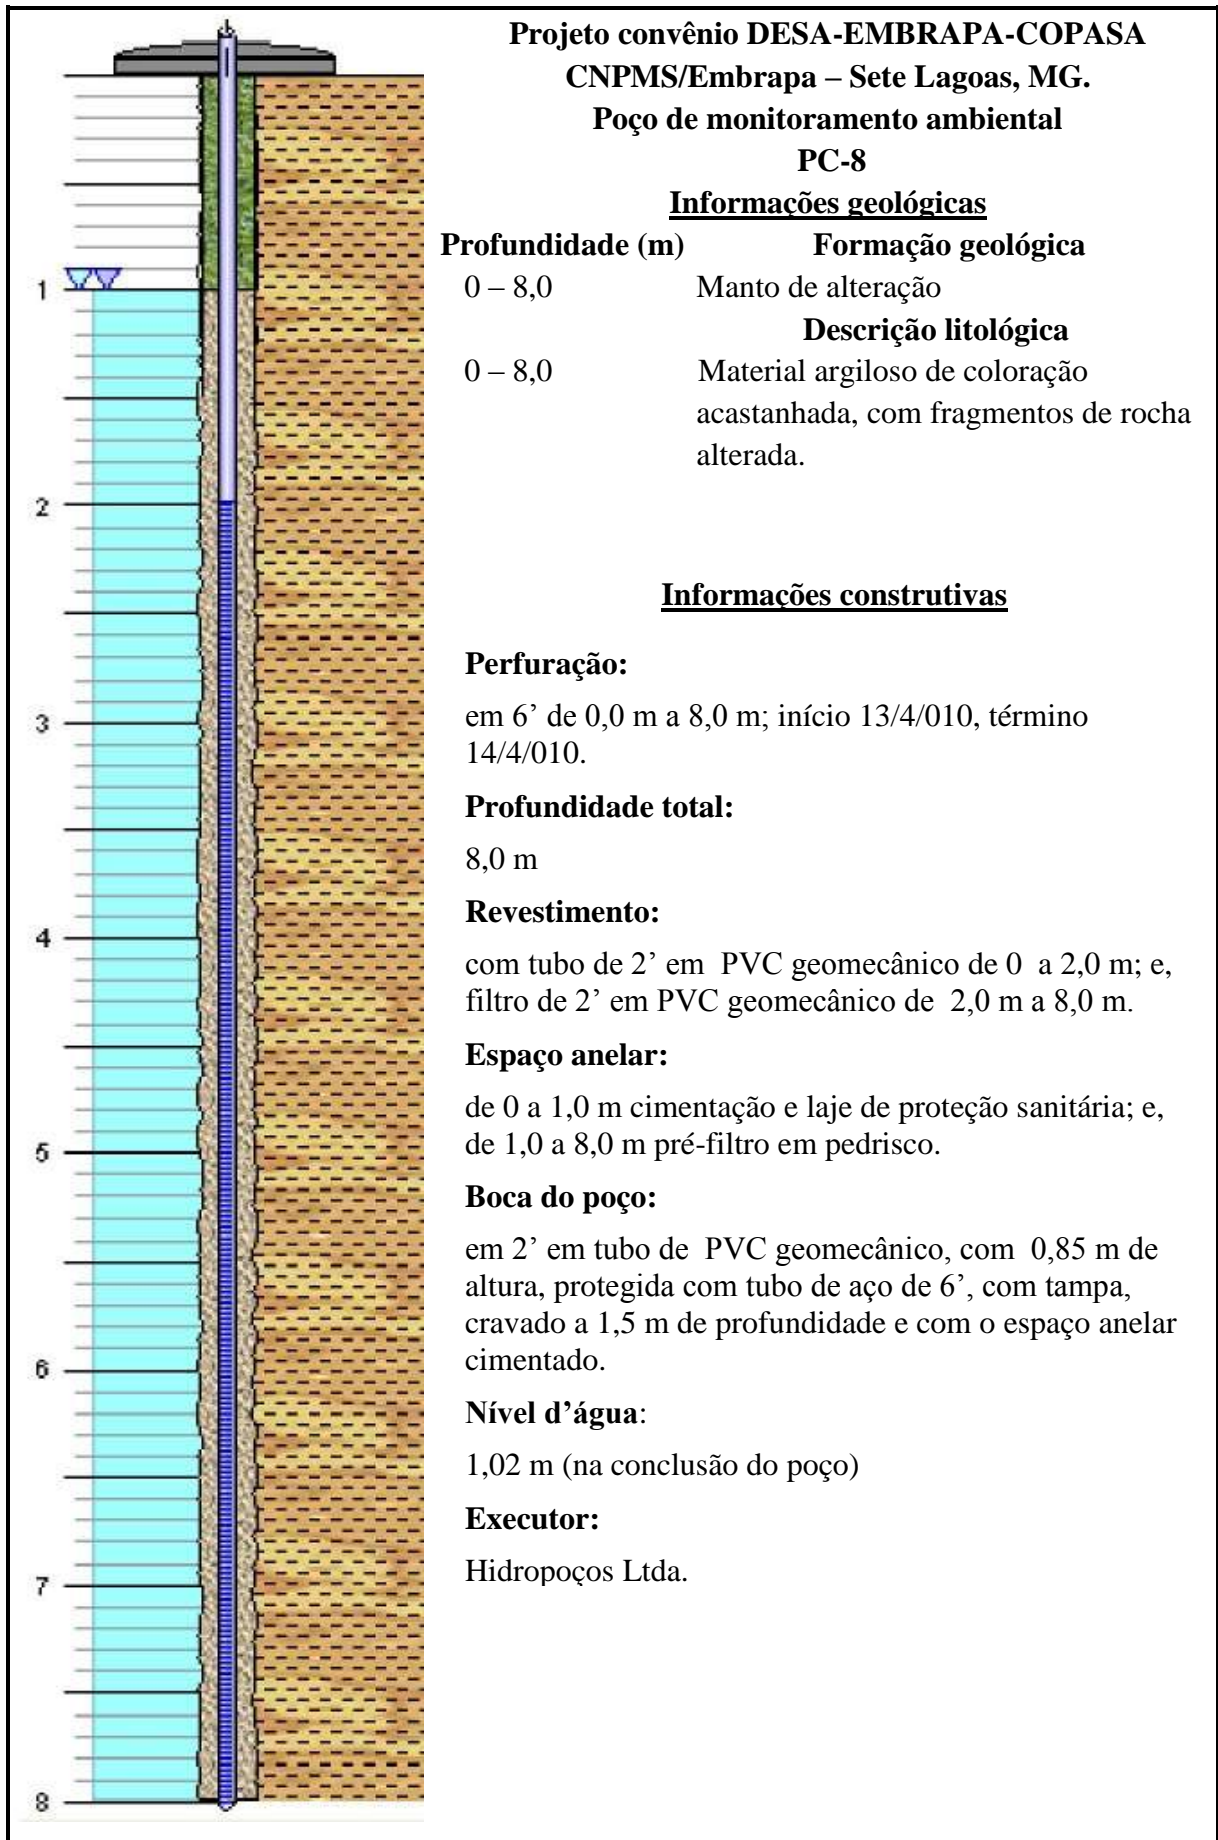 Projeto convênio DESA-EMBRAPA-COPASA
CNPMS/Embrapa – Sete Lagoas, MG.
Poço de monitoramento ambiental
PC-8
Informações geológicas
Profundidade (m) Formação geológica
0 – 8,0 Manto de alteração
Descrição litológica
0 – 8,0 Material argiloso de coloração
acastanhada, com fragmentos de rocha
alterada.
Informações construtivas
Perfuração:
em 6’ de 0,0 m a 8,0 m; início 13/4/010, término
14/4/010.
Profundidade total:
8,0 m
Revestimento:
com tubo de 2’ em PVC geomecânico de 0 a 2,0 m; e,
filtro de 2’ em PVC geomecânico de 2,0 m a 8,0 m.
Espaço anelar:
de 0 a 1,0 m cimentação e laje de proteção sanitária; e,
de 1,0 a 8,0 m pré-filtro em pedrisco.
Boca do poço:
em 2’ em tubo de PVC geomecânico, com 0,85 m de
altura, protegida com tubo de aço de 6’, com tampa,
cravado a 1,5 m de profundidade e com o espaço anelar
cimentado.
Nível d’água:
1,02 m (na conclusão do poço)
Executor:
Hidropoços Ltda.
1
2
3
4
5
6
7
8